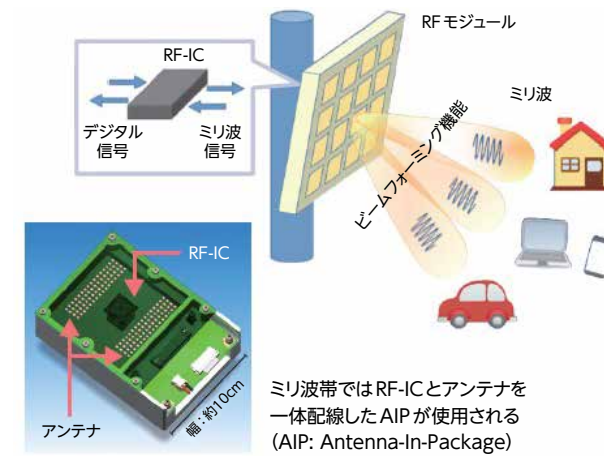 RFモジュール
RF-IC
デジタル
信号
ミリ波
信号
ミリ波
ビームフォーミング機能
RF-IC
アンテナ
幅：約10cm
ミリ波帯ではRF-ICとアンテナを
一体配線したAIPが使用される
（AIP: Antenna-In-Package）